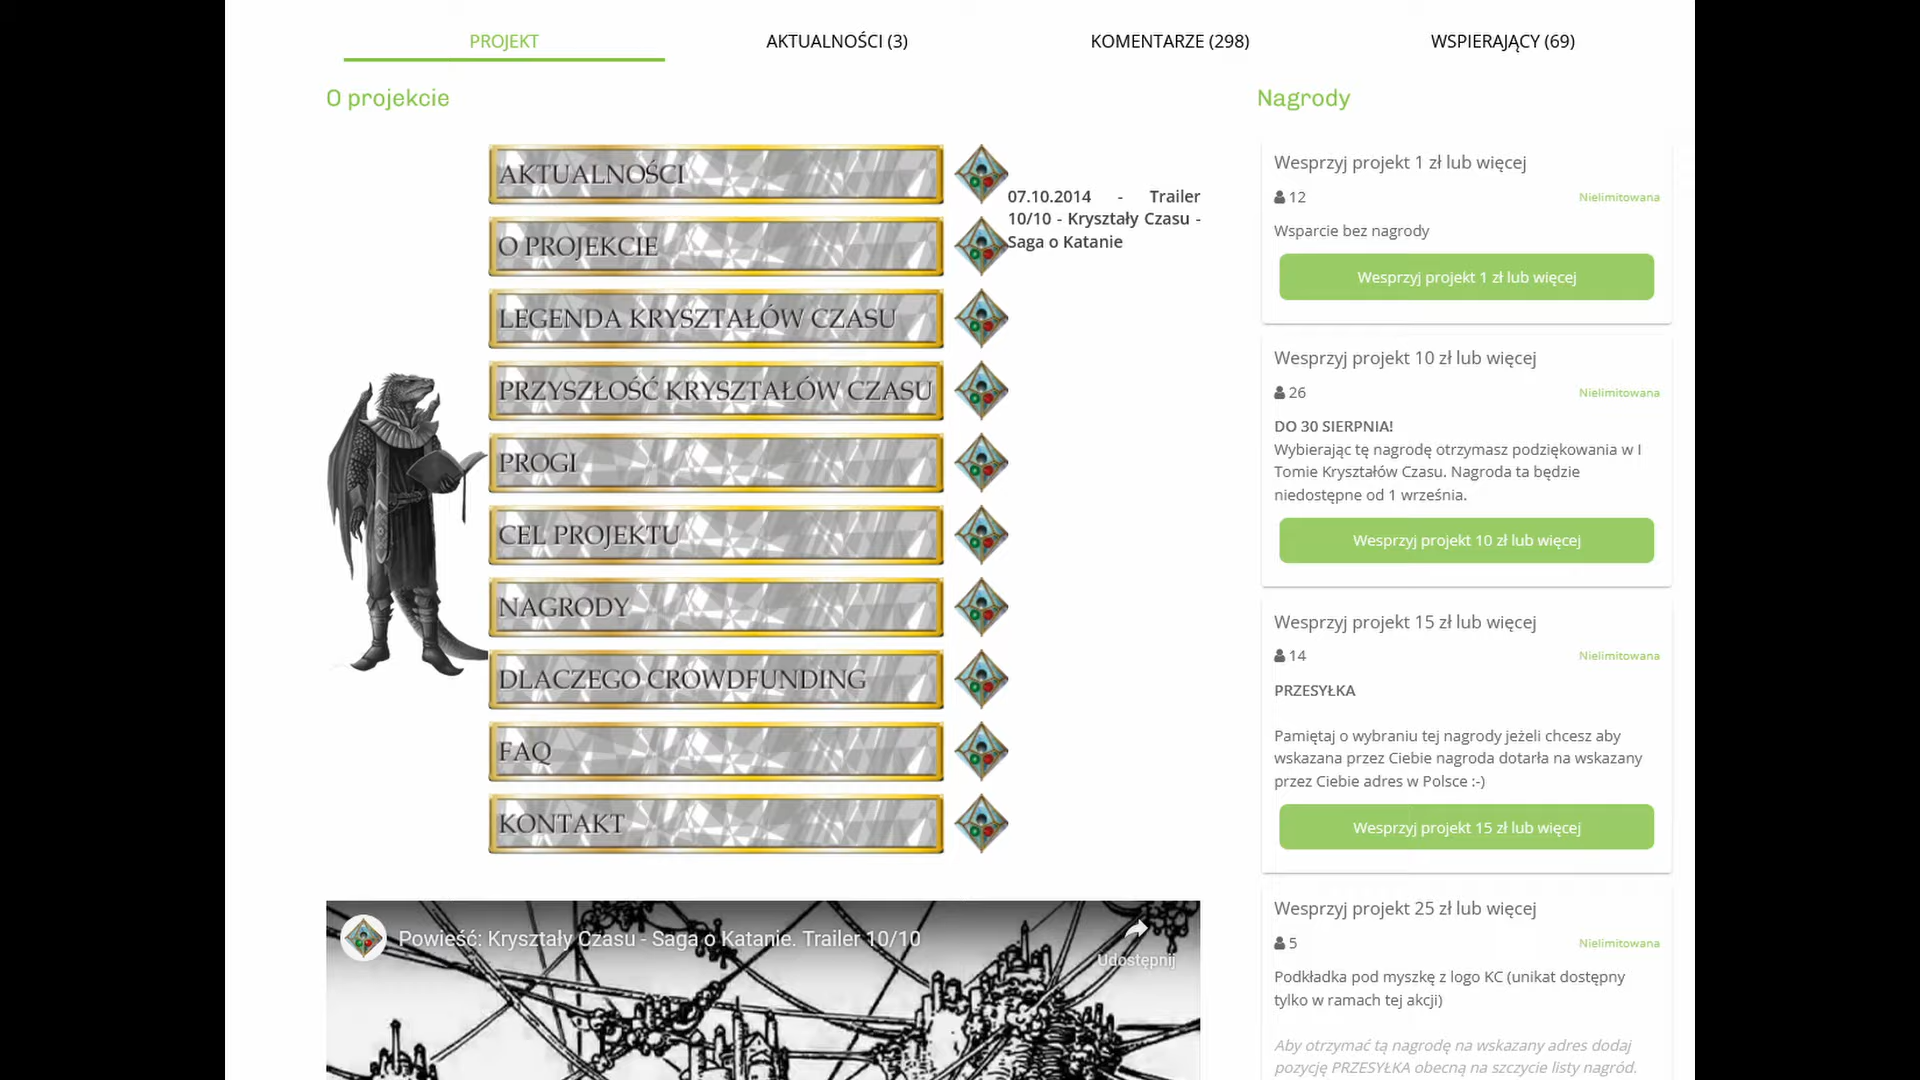 PROJEKT
AKTUALNOŚCI (3)
KOMENTARZE (298)
WSPIERAJĄCY (69)
O projekcie
AKTUALNOŚCI
O PROJEKCIE
LEGENDA KRYSZTAŁÓW CZASU
PRZYSZŁOŚĆ KRYSZTAŁÓW CZASU
PROGI
CEL PROJEKTU
NAGRODY
DLACZEGO CROWDFUNDING
FAQ
KONTAKT
07.10.2014 - Trailer
10/10 - Kryształy Czasu -
Saga o Katanie
Powieść: Kryształy Czasu - Saga o Katanie. Trailer 10/10
Udostępnij
Nagrody
Wesprzyj projekt 1 zł lub więcej
12
Nielimitowana
Wsparcie bez nagrody
Wesprzyj projekt 1 zł lub więcej
Wesprzyj projekt 10 zł lub więcej
26
Nielimitowana
DO 30 SIERPNIA!
Wybierając tę nagrodę otrzymasz podziękowania w I
Tomie Kryształów Czasu. Nagroda ta będzie
niedostępne od 1 września.
Wesprzyj projekt 10 zł lub więcej
Wesprzyj projekt 15 zł lub więcej
14
Nielimitowana
PRZESYŁKA
Pamiętaj o wybraniu tej nagrody jeżeli chcesz aby
wskazana przez Ciebie nagroda dotarła na wskazany
przez Ciebie adres w Polsce :-)
Wesprzyj projekt 15 zł lub więcej
Wesprzyj projekt 25 zł lub więcej
5
Nielimitowana
Podkładka pod myszkę z logo KC (unikat dostępny
tylko w ramach tej akcji)
Aby otrzymać tą nagrodę na wskazany adres dodaj
pozycję PRZESYŁKA obecną na szczycie listy nagród.